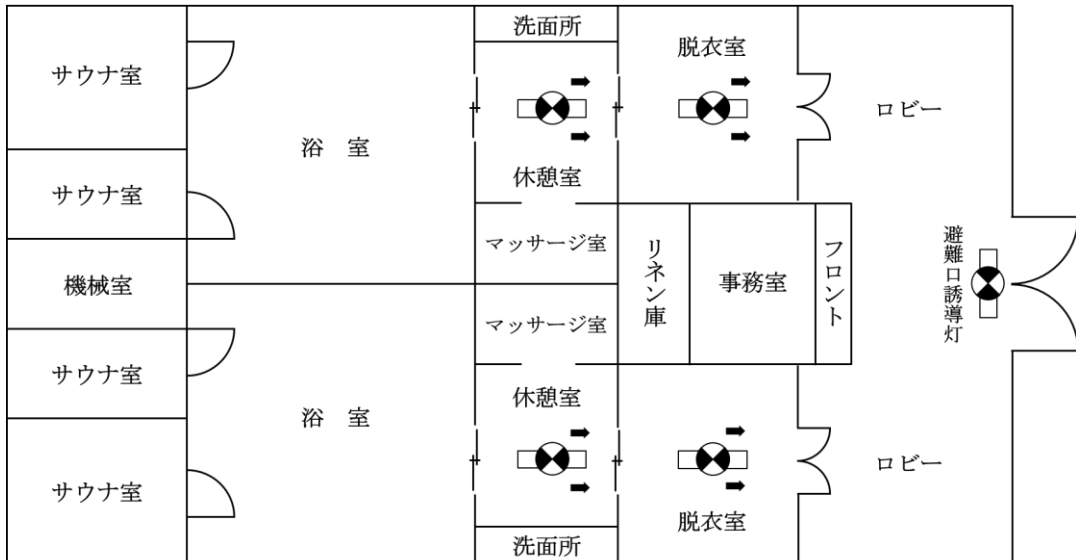 洗面所
脱衣室
サウナ室
ロビー
浴 室
休憩室
サウナ室
マッサージ室
リネン庫
事務室
フロント
避難口誘導灯
機械室
マッサージ室
サウナ室
休憩室
浴 室
ロビー
サウナ室
脱衣室
洗面所